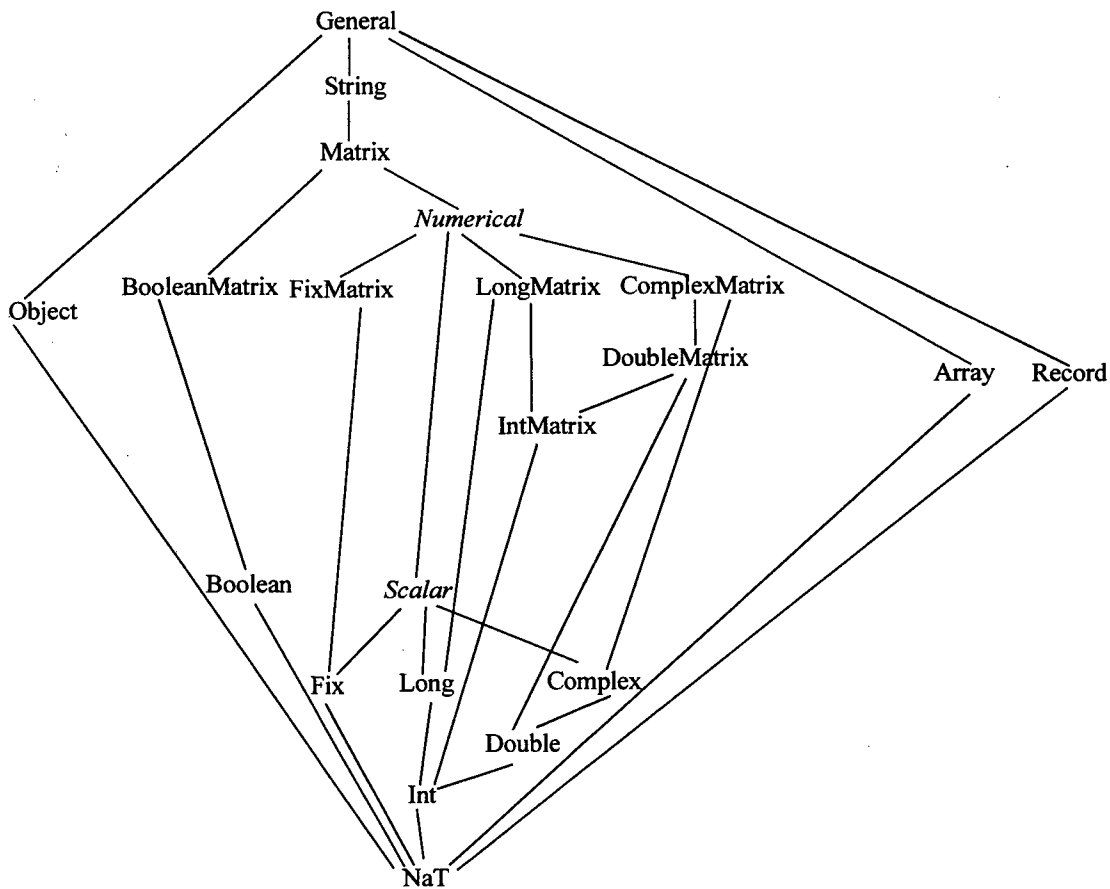 General
String
Matrix
Numerical
BooleanMatrix FixMatrix LongMatrix ComplexMatrix
Object
DoubleMatrix
Array Record
IntMatrix
Boolean Scalar
Fix Long Complex
Double
Int
NaT